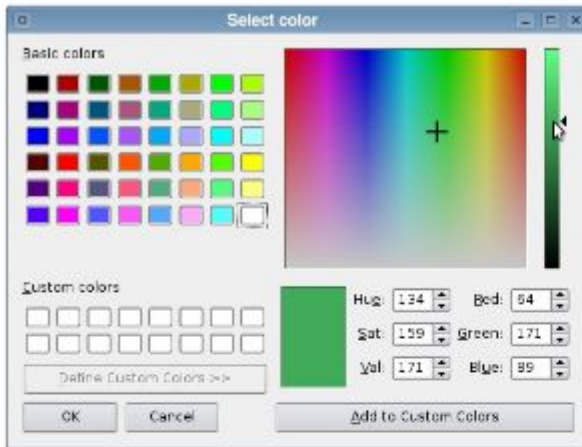 Select color
Basic colors
Custom colors
Define Custom Colors >>
OK
Cancel
Hue: 134
Red: 64
Sat: 159
Green: 171
Val: 171
Blue: 89
Add to Custom Colors